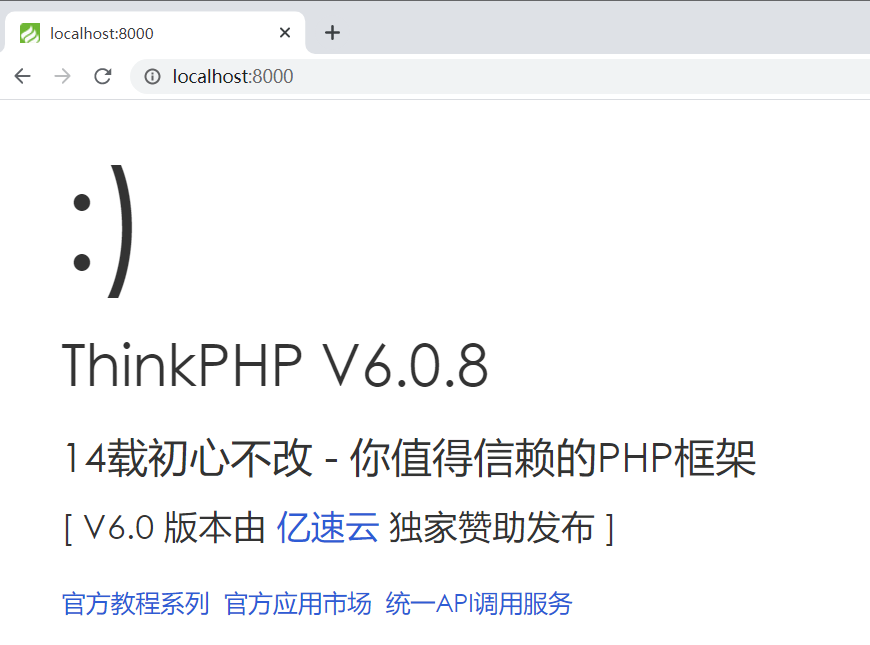 localhost:8000
localhost:8000
:)
ThinkPHP V6.0.8
14载初心不改 - 你值得信赖的PHP框架
[ V6.0 版本由 亿速云 独家赞助发布 ]
官方教程系列 官方应用市场 统一API调用服务